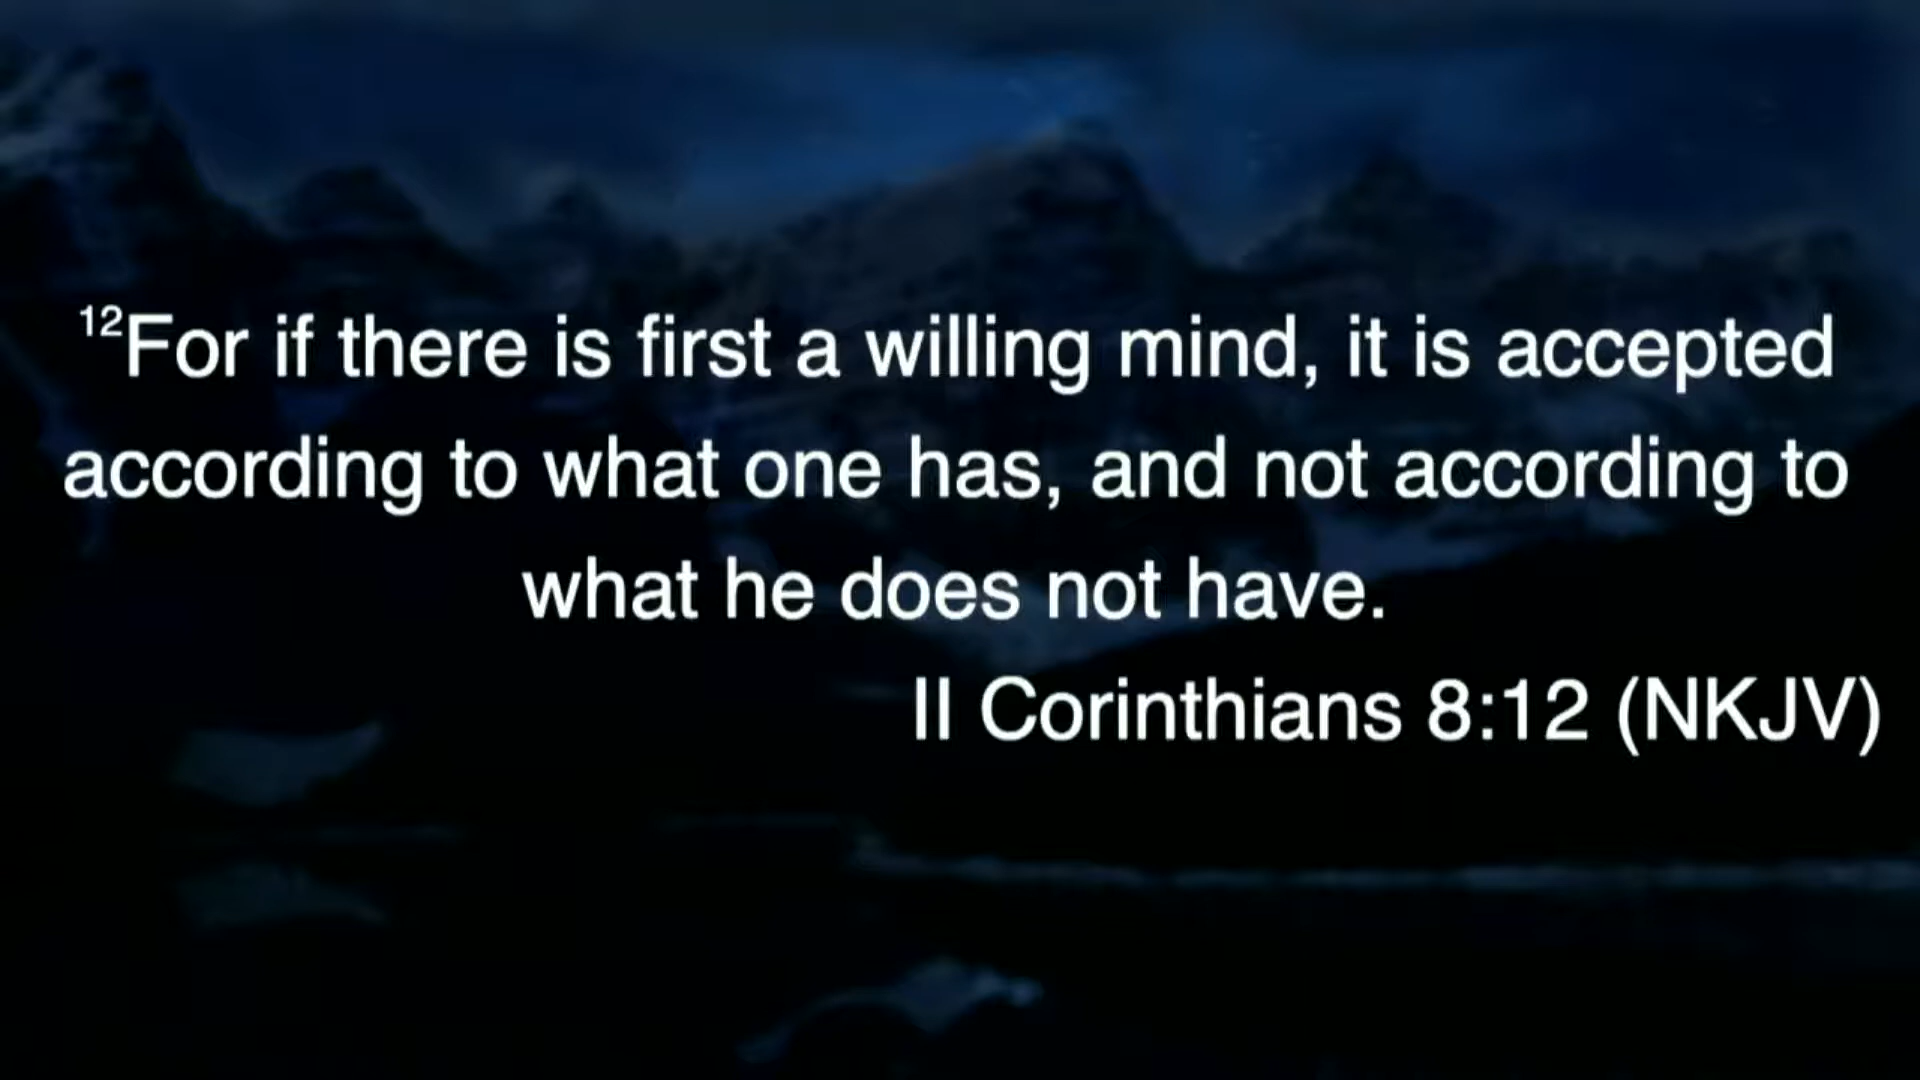 ¹²For if there is first a willing mind, it is accepted
according to what one has, and not according to
what he does not have.
II Corinthians 8:12 (NKJV)